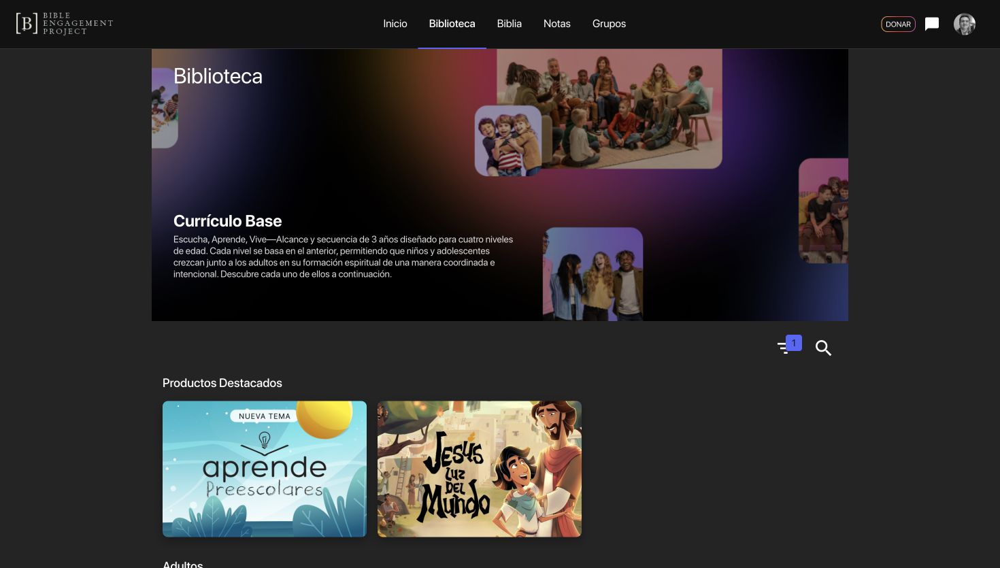 [B] BIBLE
ENGAGEMENT
PROJECT
Inicio
Biblioteca
Biblia
Notas
Grupos
DONAR
Biblioteca
Currículo Base
Escucha, Aprende, Vive—Alcance y secuencia de 3 años diseñado para cuatro niveles
de edad. Cada nivel se basa en el anterior, permitiendo que niños y adolescentes
crezcan junto a los adultos en su formación espiritual de una manera coordinada e
intencional. Descubre cada uno de ellos a continuación.
1
Productos Destacados
NUEVA TEMA
aprende
Preescolares
JESUS
LUZ
DEL
MUNDO
Adultos